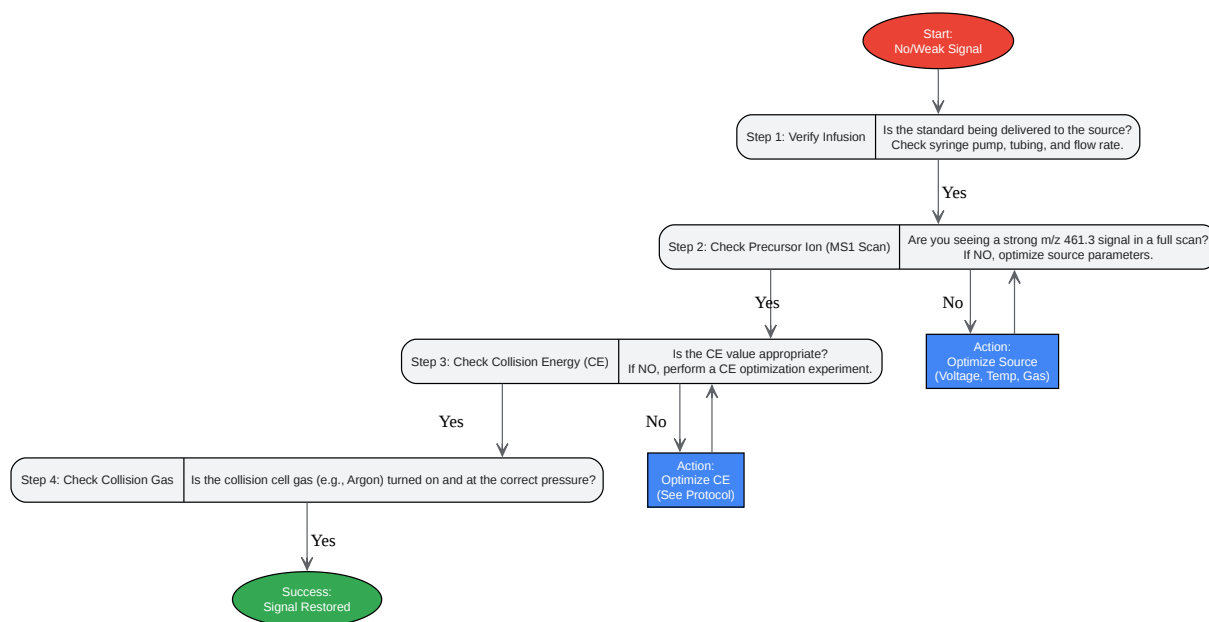 Start:
No/Weak Signal
Step 1: Verify Infusion
Is the standard being delivered to the source?
Check syringe pump, tubing, and flow rate.
Yes
Step 2: Check Precursor Ion (MS1 Scan)
Are you seeing a strong m/z 461.3 signal in a full scan?
If NO, optimize source parameters.
Yes
No
Action:
Optimize Source
(Voltage, Temp, Gas)
Step 3: Check Collision Energy (CE)
Is the CE value appropriate?
If NO, perform a CE optimization experiment.
Yes
No
Action:
Optimize CE
(See Protocol)
Step 4: Check Collision Gas
Is the collision cell gas (e.g., Argon) turned on and at the correct pressure?
Yes
Success:
Signal Restored